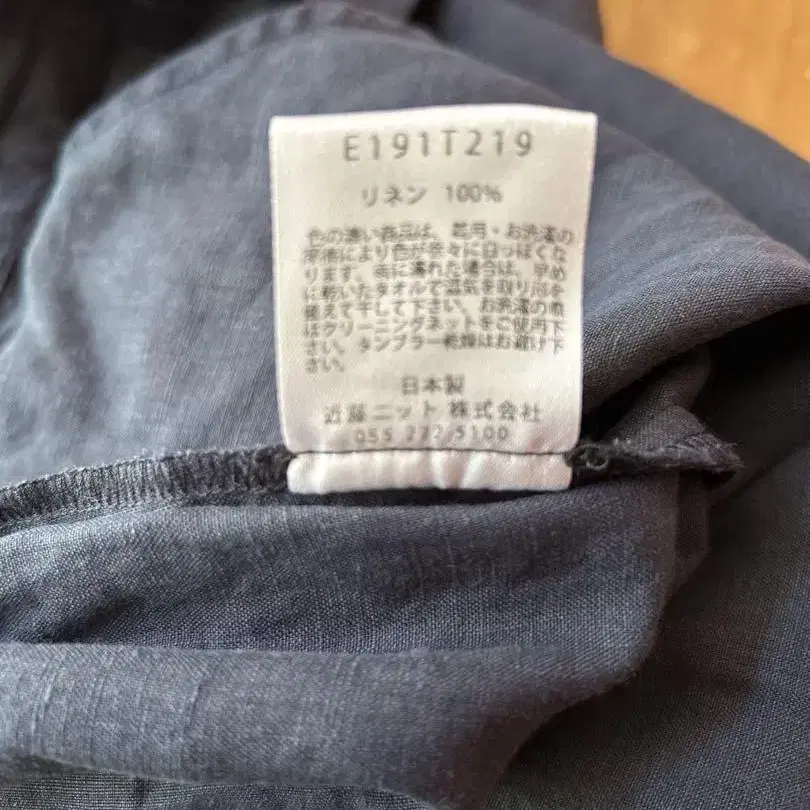 E191T219
リネン 100%
色の濃い商品は、着用・お洗濯の
摩擦により色が徐々に白っぽくな
ります。雨に濡れた場合は、早め
に乾いたタオルで湿気を取り形を
整えて干して下さい。お洗濯の際
はクリーニングネットをご使用下
さい。タンブラー乾燥はお避け下
さい。
日本製
近藤ニット 株式会社
055 222 5100